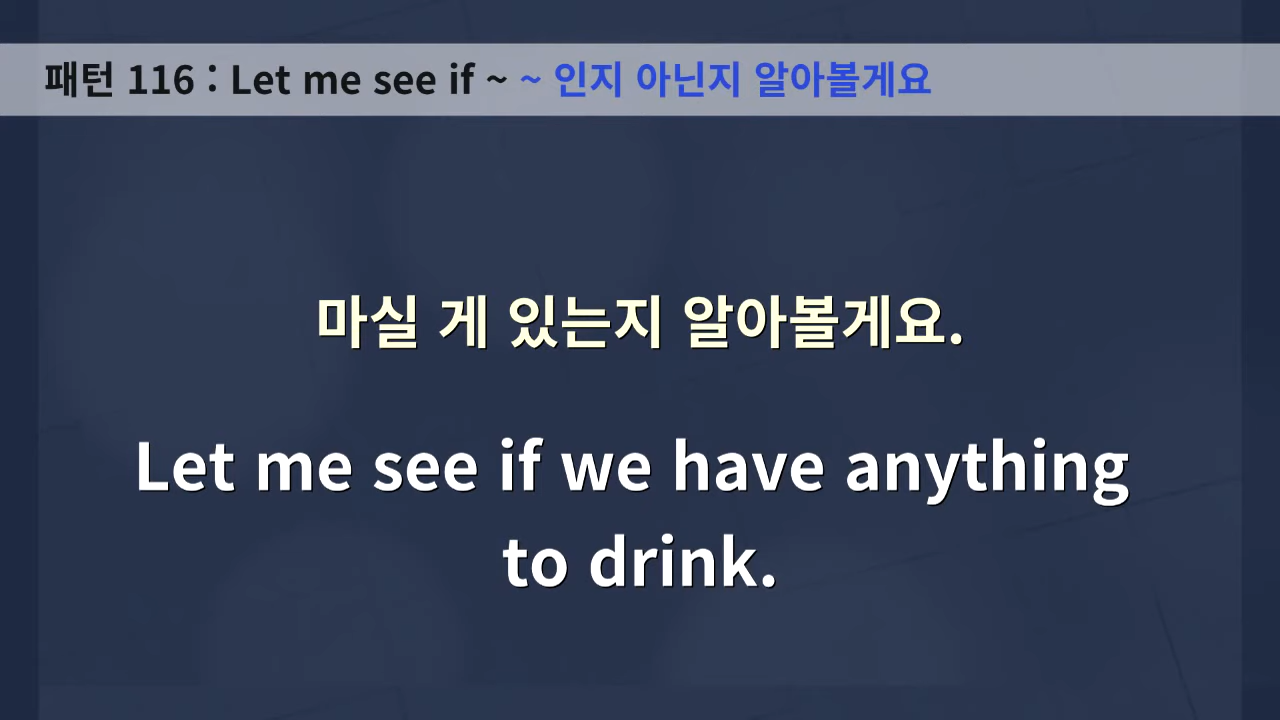 패턴 116 : Let me see if ~ ~ 인지 아닌지 알아볼게요
마실 게 있는지 알아볼게요.
Let me see if we have anything
to drink.